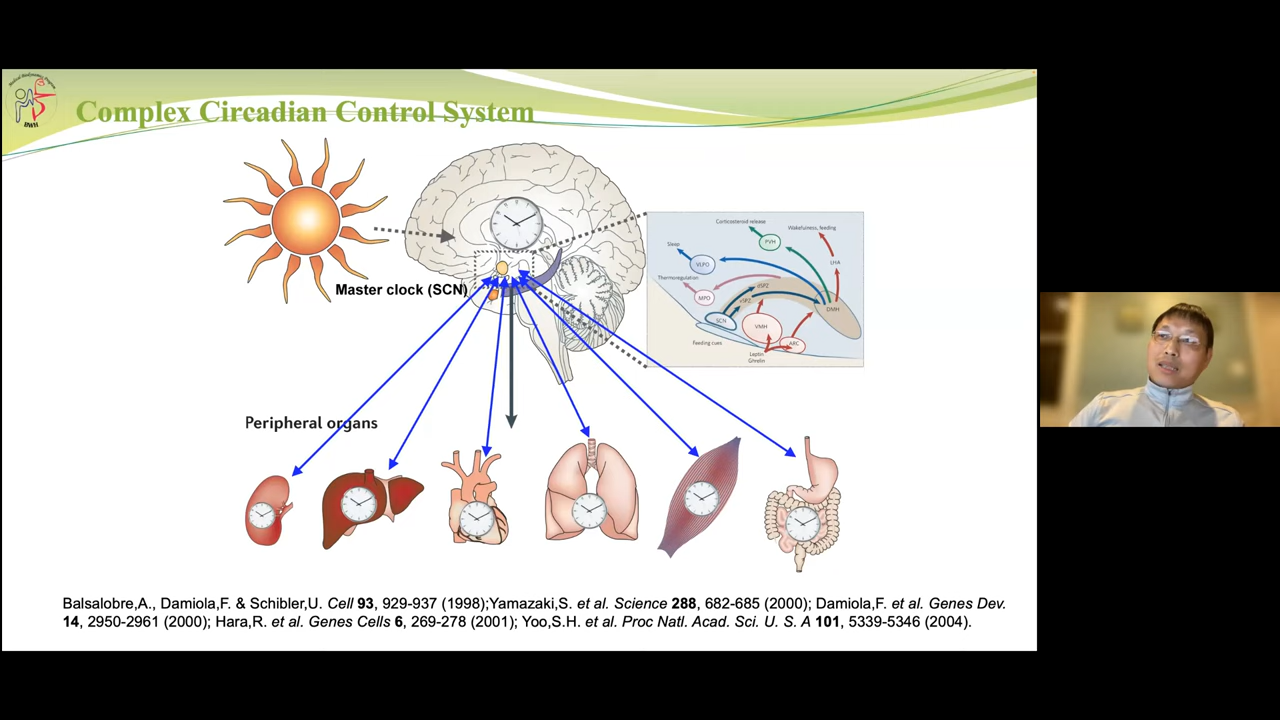 Complex Circadian Control System
Master clock (SCN)
Corticosteroid release
Wakefulness, feeding
PVH
Sleep
VLPO
LHA
Thermoregulation
MPO
dSPZ
vSPZ
SCN
VMH
DMH
ARC
Feeding cues
Leptin
Ghrelin
Peripheral organs
Balsalobre,A., Damiola,F. & Schibler,U. Cell 93, 929-937 (1998);Yamazaki,S. et al. Science 288, 682-685 (2000); Damiola,F. et al. Genes Dev.
14, 2950-2961 (2000); Hara,R. et al. Genes Cells 6, 269-278 (2001); Yoo,S.H. et al. Proc Natl. Acad. Sci. U. S. A 101, 5339-5346 (2004).